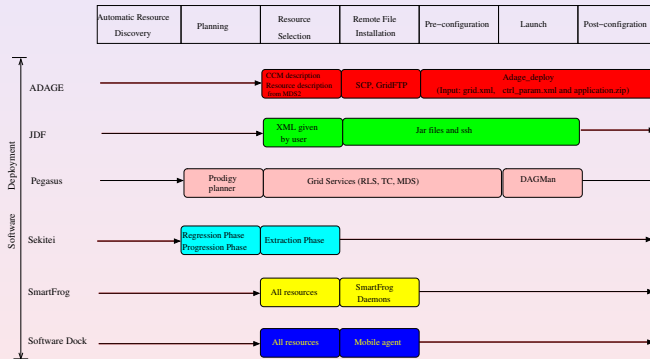 Automatic Resource
Discovery
Planning
Resource
Selection
Remote File
Installation
Pre-configuration
Launch
Post-configration
Software Deployment
ADAGE
CCM description
Resource description
from MDS2
SCP, GridFTP
Adage_deploy
(Input: grid.xml, ctrl_param.xml and application.zip)
JDF
XML given
by user
Jar files and ssh
Pegasus
Prodigy
planner
Grid Services (RLS, TC, MDS)
DAGMan
Sekitei
Regression Phase
Progression Phase
Extraction Phase
SmartFrog
All resources
SmartFrog
Daemons
Software Dock
All resources
Mobile agent